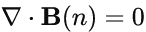 ∇ · B(n) = 0